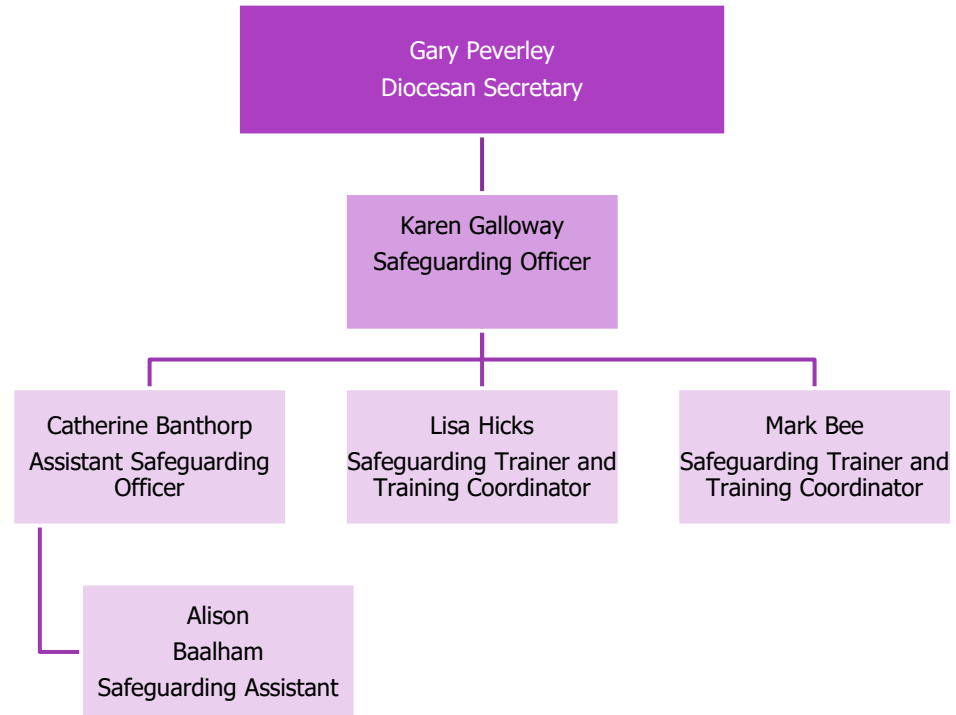 Gary Peverley
Diocesan Secretary
Karen Galloway
Safeguarding Officer
Catherine Banthorp
Assistant Safeguarding
Officer
Lisa Hicks
Safeguarding Trainer and
Training Coordinator
Mark Bee
Safeguarding Trainer and
Training Coordinator
Alison
Baalham
Safeguarding Assistant